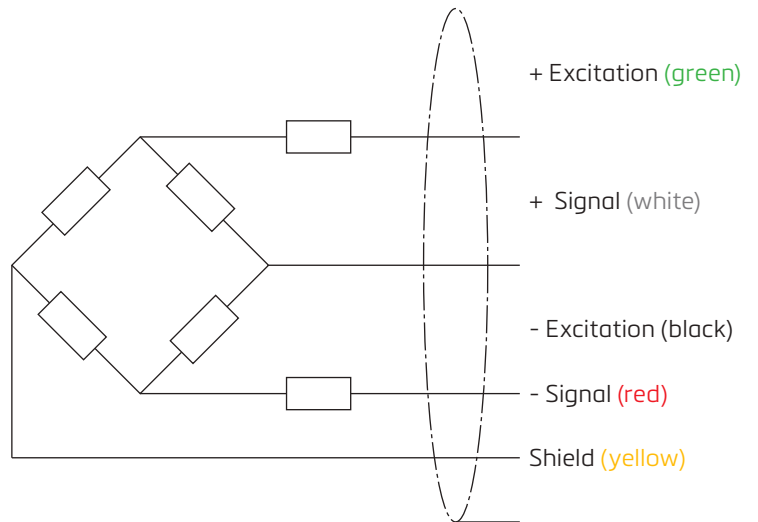 + Excitation (green)
+ Signal (white)
- Excitation (black)
- Signal (red)
Shield (yellow)